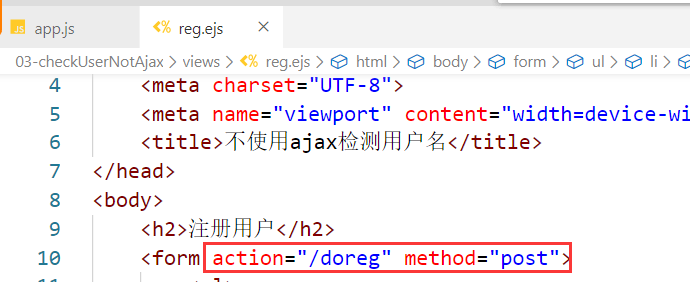 app.js
reg.ejs
03-checkUserNotAjax > views > reg.ejs > html > body > form > ul > li >
4 <meta charset="UTF-8">
5 <meta name="viewport" content="width=device-wi
6 <title>不使用ajax检测用户名</title>
7 </head>
8 <body>
9 <h2>注册用户</h2>
10 <form action="/doreg" method="post">